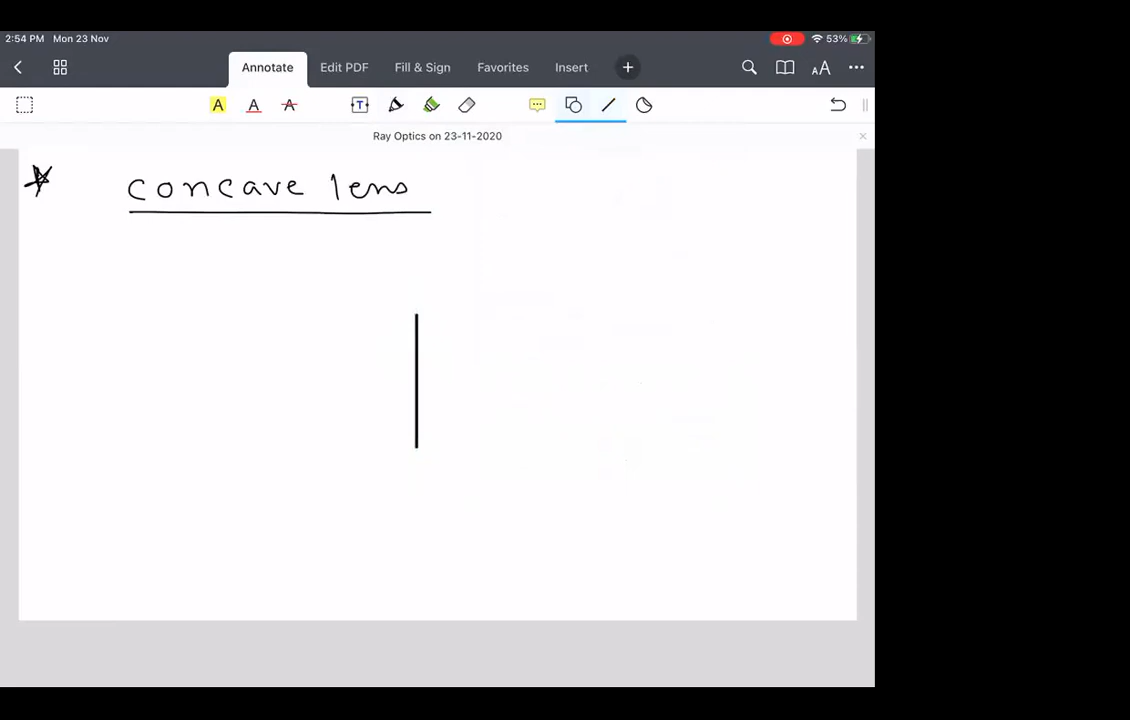 2:54 PM Mon 23 Nov 53%
Annotate Edit PDF Fill & Sign Favorites Insert
AA
A A A T
Ray Optics on 23-11-2020
concave lens